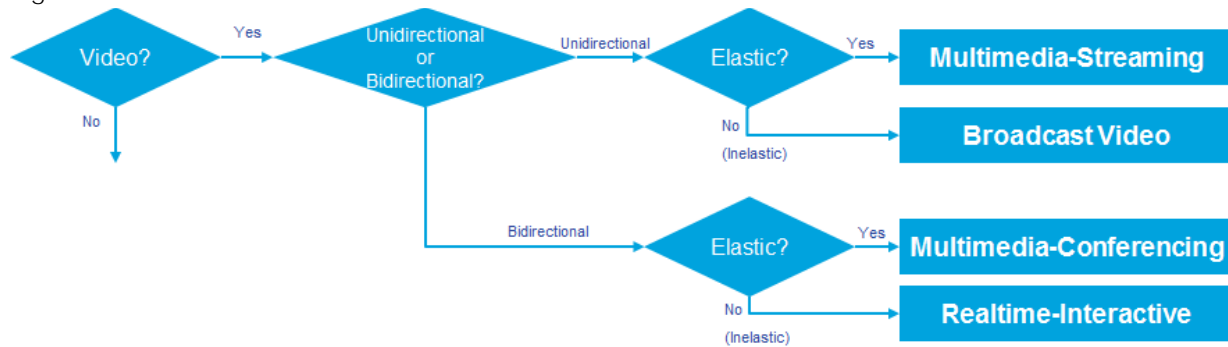 Video?
Yes
No
Unidirectional
or
Bidirectional?
Unidirectional
Elastic?
Yes
Multimedia-Streaming
No
(Inelastic)
Broadcast Video
Bidirectional
Elastic?
Yes
Multimedia-Conferencing
No
(Inelastic)
Realtime-Interactive